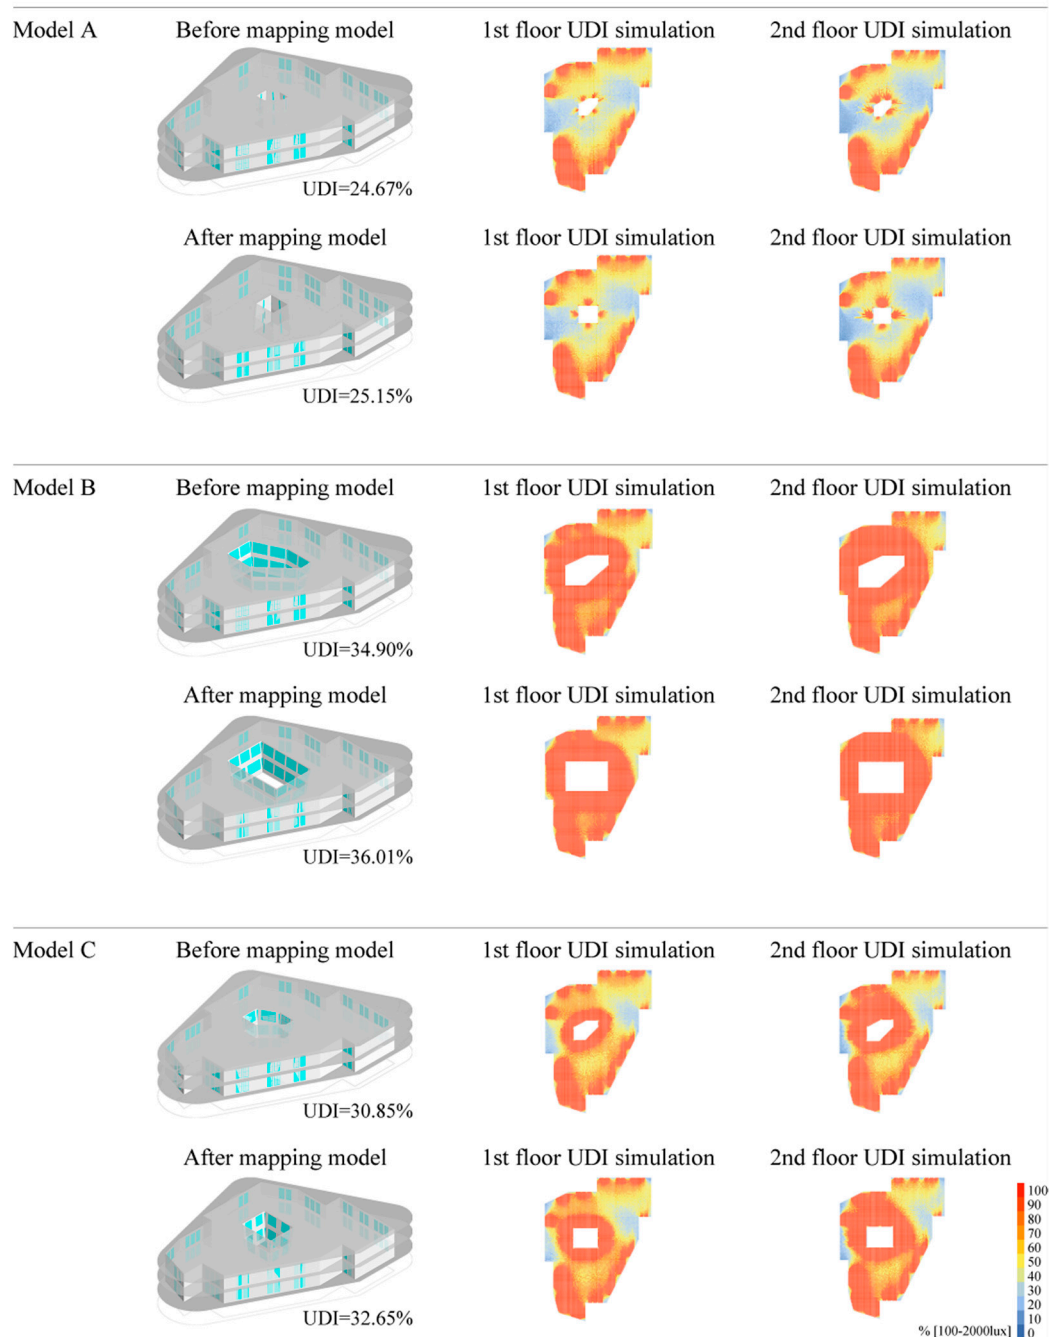 Model A Before mapping model 1st floor UDI simulation 2nd floor UDI simulation
UDI=24.67%
After mapping model 1st floor UDI simulation 2nd floor UDI simulation
UDI=25.15%
Model B Before mapping model 1st floor UDI simulation 2nd floor UDI simulation
UDI=34.90%
After mapping model 1st floor UDI simulation 2nd floor UDI simulation
UDI=36.01%
Model C Before mapping model 1st floor UDI simulation 2nd floor UDI simulation
UDI=30.85%
After mapping model 1st floor UDI simulation 2nd floor UDI simulation
UDI=32.65%
100
90
80
70
60
50
40
30
20
10
% [100-2000lux] 0